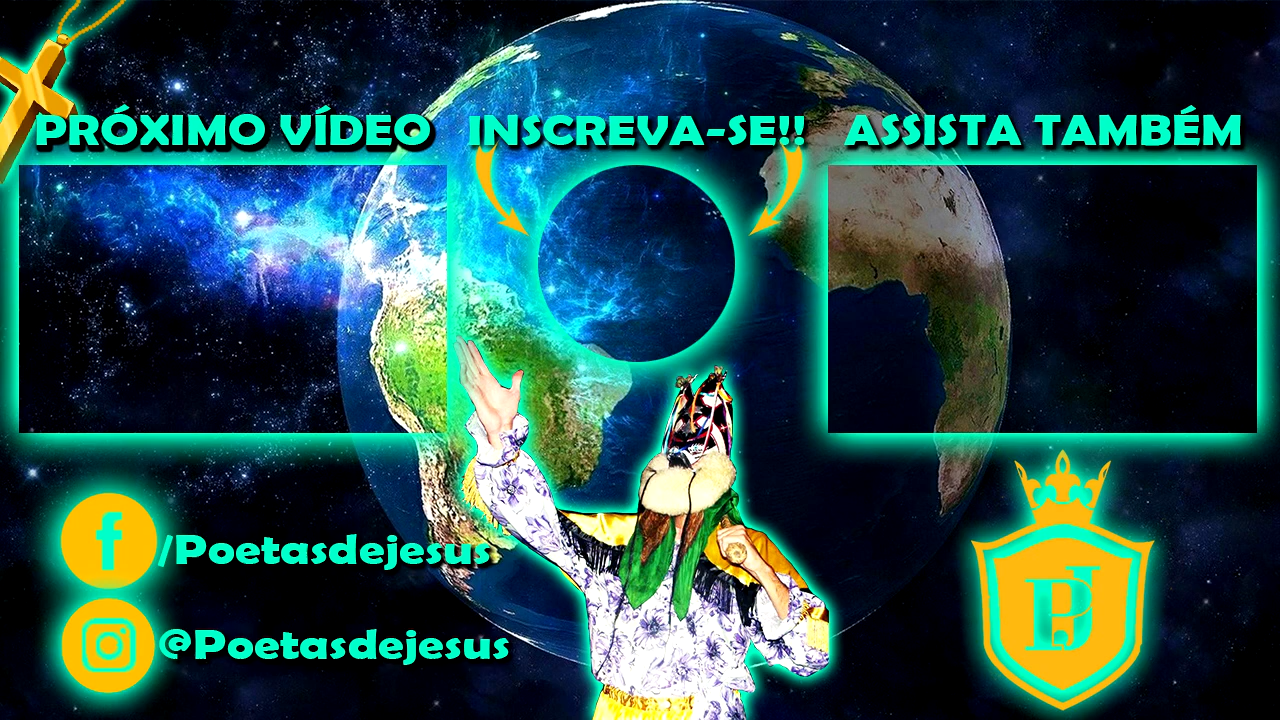 PRÓXIMO VÍDEO
INSCREVA-SE!!
ASSISTA TAMBÉM
/Poetasdejesus
@Poetasdejesus
PJ